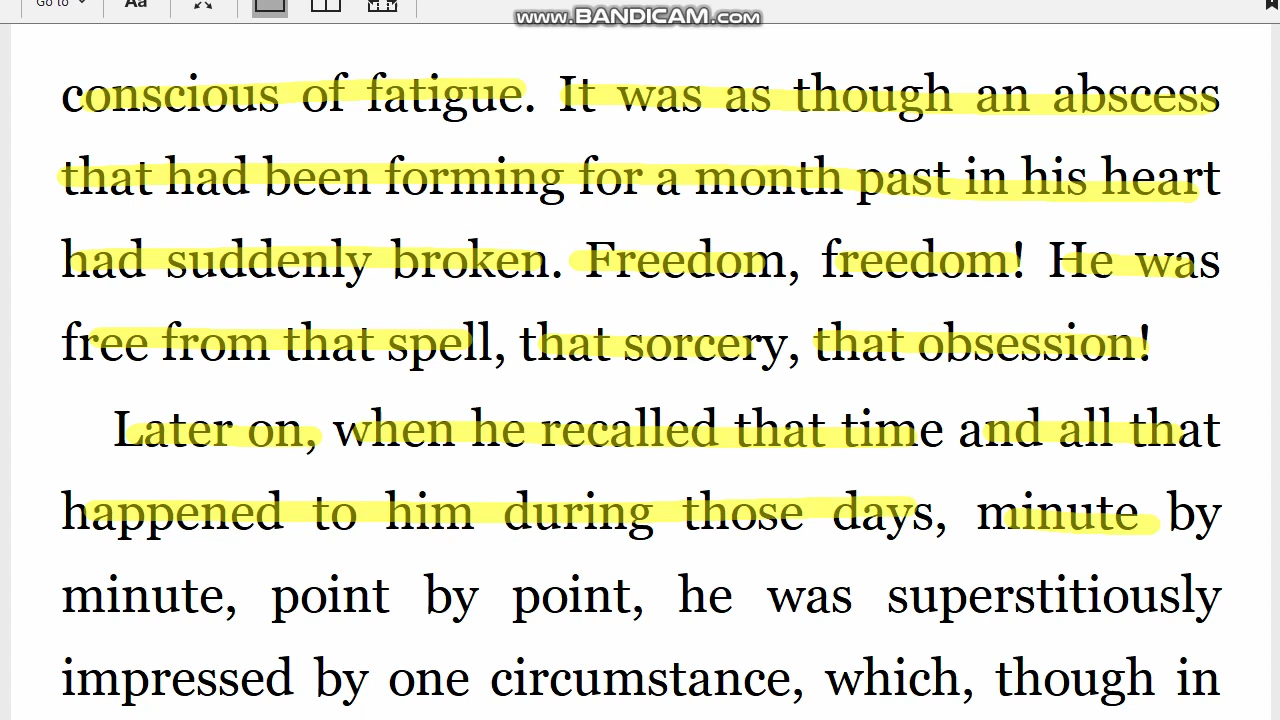 Go to Aa
www.BANDICAM.com
conscious of fatigue. It was as though an abscess
that had been forming for a month past in his heart
had suddenly broken. Freedom, freedom! He was
free from that spell, that sorcery, that obsession!
Later on, when he recalled that time and all that
happened to him during those days, minute by
minute, point by point, he was superstitiously
impressed by one circumstance, which, though in